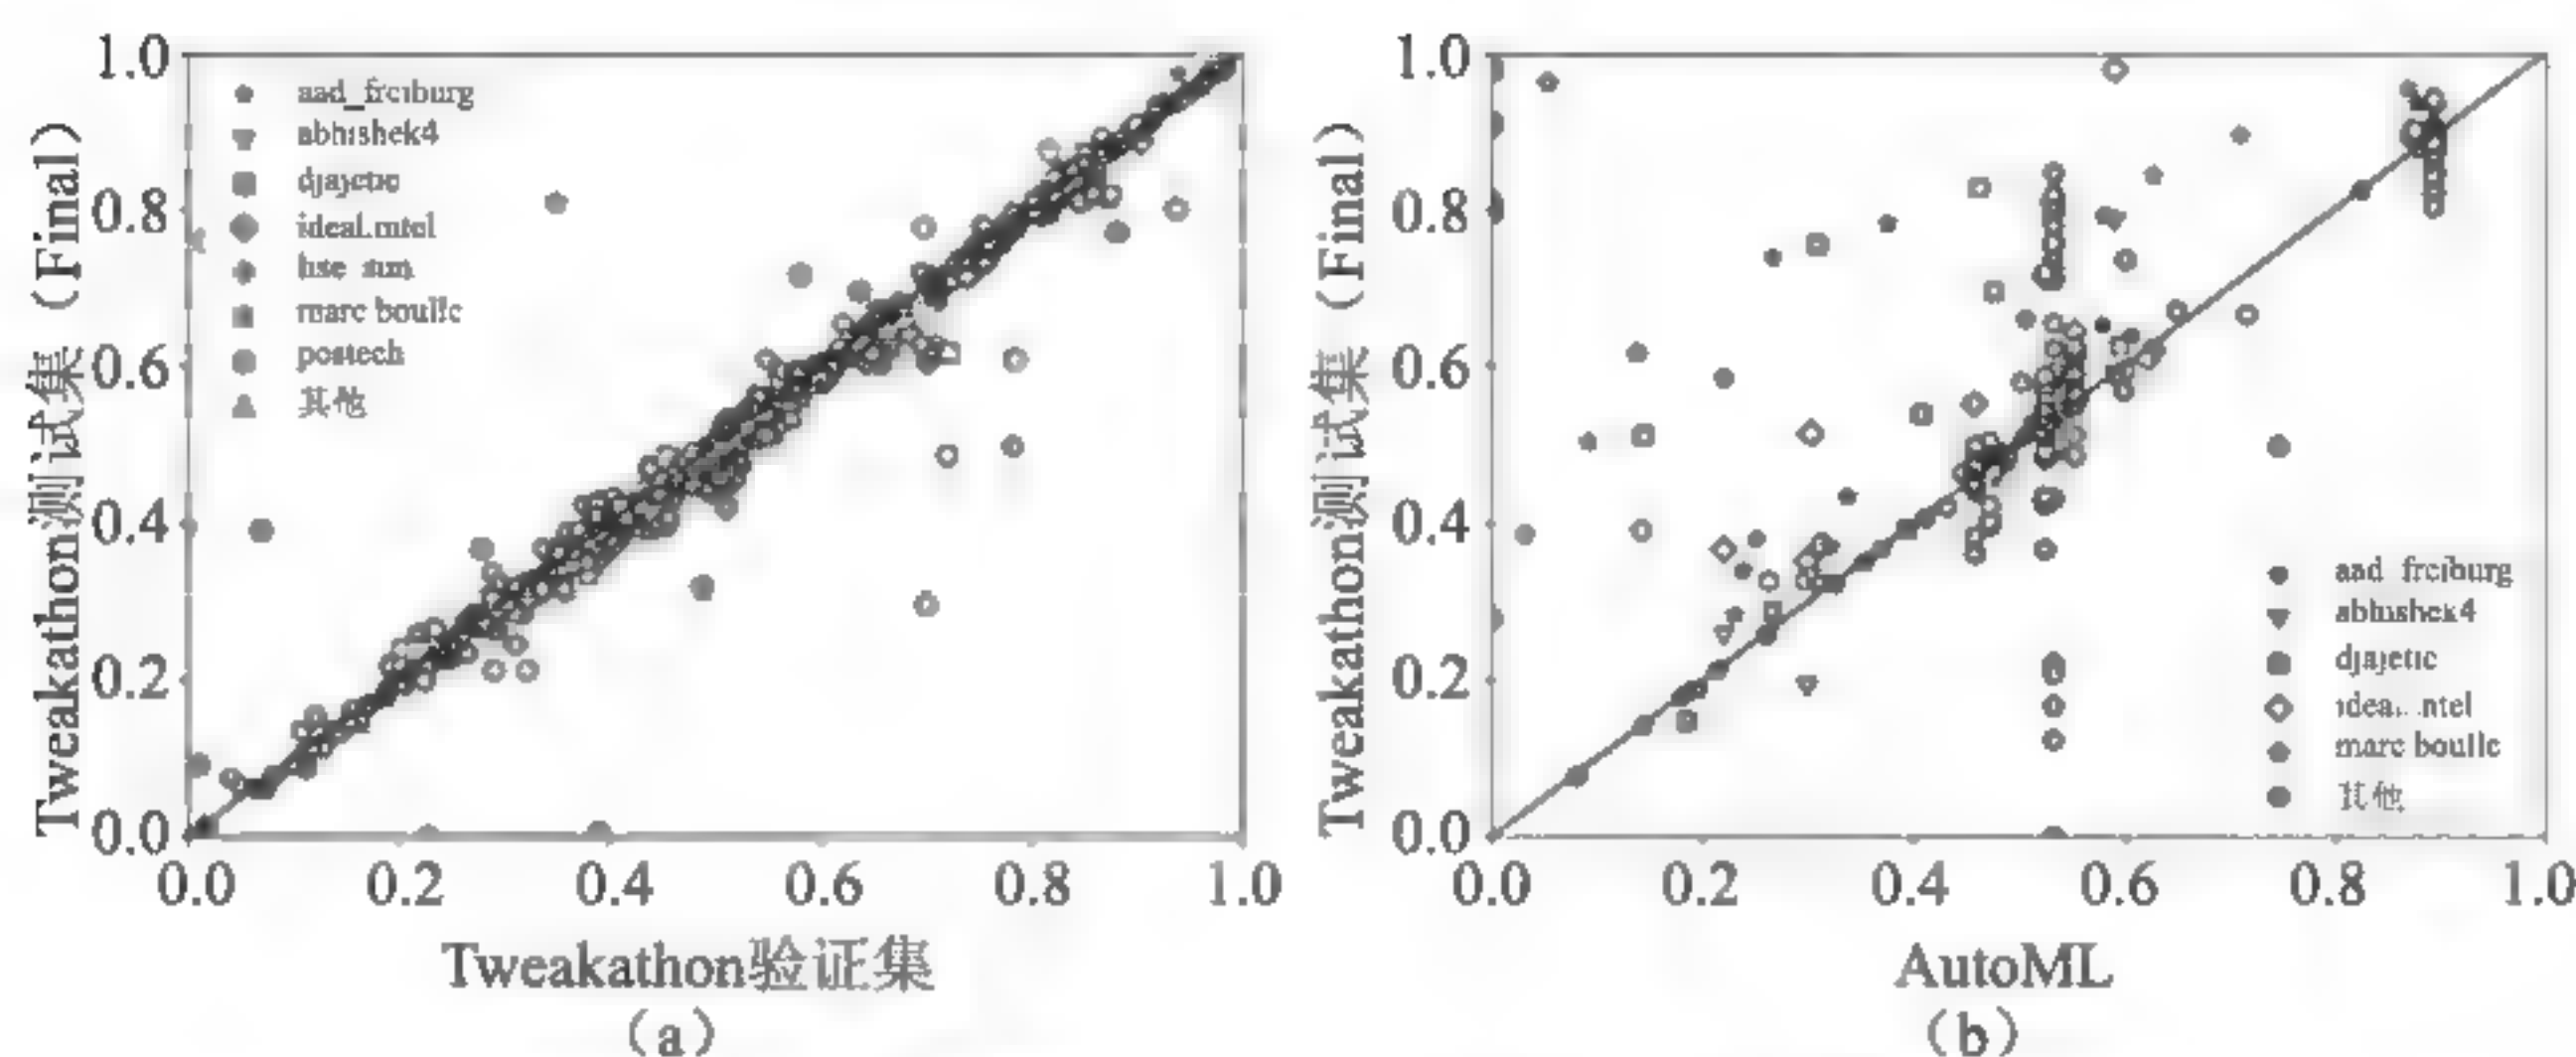 Tweakathon测试集（Final）
1.0
0.8
0.6
0.4
0.2
0.0
aad_freiburg
abhishek4
djajetic
ideal.intel
marc boulle
postech
其他
0.0 0.2 0.4 0.6 0.8 1.0
Tweakathon验证集
（a）
Tweakathon测试集（Final）
1.0
0.8
0.6
0.4
0.2
0.0
aad freiburg
abhishek4
djajetic
marc boulle
其他
0.0 0.2 0.4 0.6 0.8 1.0
AutoML
（b）